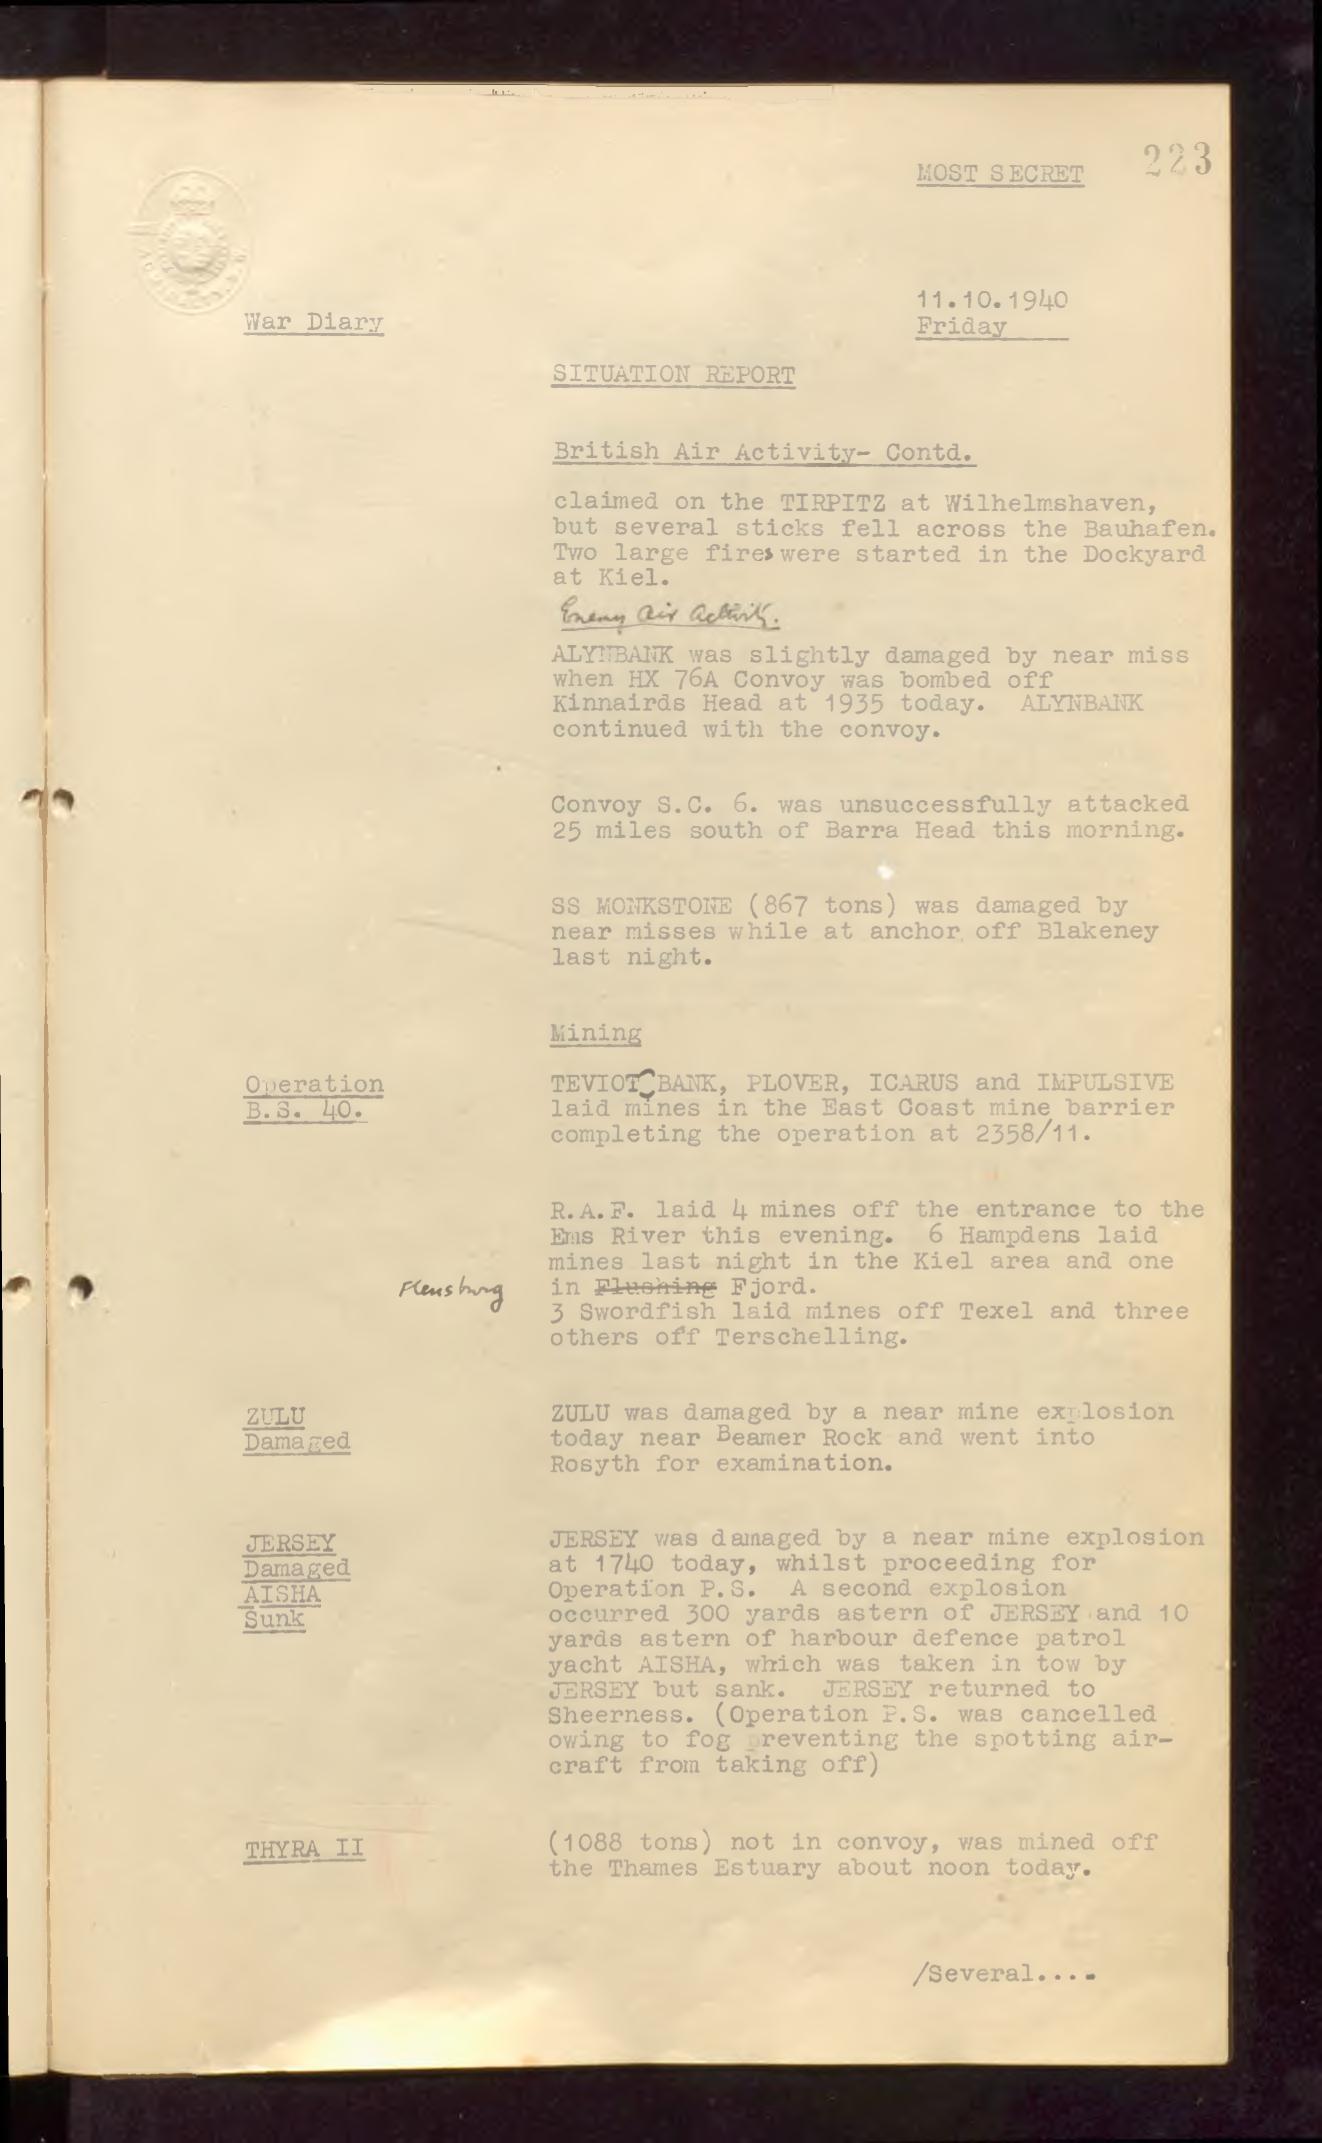 MOST SECRET
223
11.10.1940
War Diary
Friday
SITUATION REPORT
British Air Activity- Contd.
claimed on the TIRPITZ at Wilhelmshaven,
but several sticks fell across the Bauhafen.
Two large fires were started in the Dockyard
at Kiel.
Enemy Air Activity.
ALYNBANK was slightly damaged by near miss
when HX 76A Convoy was bombed off
Kinnairds Head at 1935 today. ALYNBANK
continued with the convoy.
Convoy S.C. 6. was unsuccessfully attacked
25 miles south of Barra Head this morning.
SS MONKSTONE (867 tons) was damaged by
near misses while at anchor off Blakeney
last night.
Mining
Operation
B.S. 40.
TEVIOTBANK, PLOVER, ICARUS and IMPULSIVE
laid mines in the East Coast mine barrier
completing the operation at 2358/11.
R.A.F. laid 4 mines off the entrance to the
Ems River this evening. 6 Hampdens laid
mines last night in the Kiel area and one
Flensburg
in Flushing Fjord.
3 Swordfish laid mines off Texel and three
others off Terschelling.
ZULU
Damaged
ZULU was damaged by a near mine explosion
today near Beamer Rock and went into
Rosyth for examination.
JERSEY
Damaged
AISHA
Sunk
JERSEY was damaged by a near mine explosion
at 1740 today, whilst proceeding for
Operation P.S. A second explosion
occurred 300 yards astern of JERSEY and 10
yards astern of harbour defence patrol
yacht AISHA, which was taken in tow by
JERSEY but sank. JERSEY returned to
Sheerness. (Operation P.S. was cancelled
owing to fog preventing the spotting air-
craft from taking off)
THYRA II
(1088 tons) not in convoy, was mined off
the Thames Estuary about noon today.
/Several....